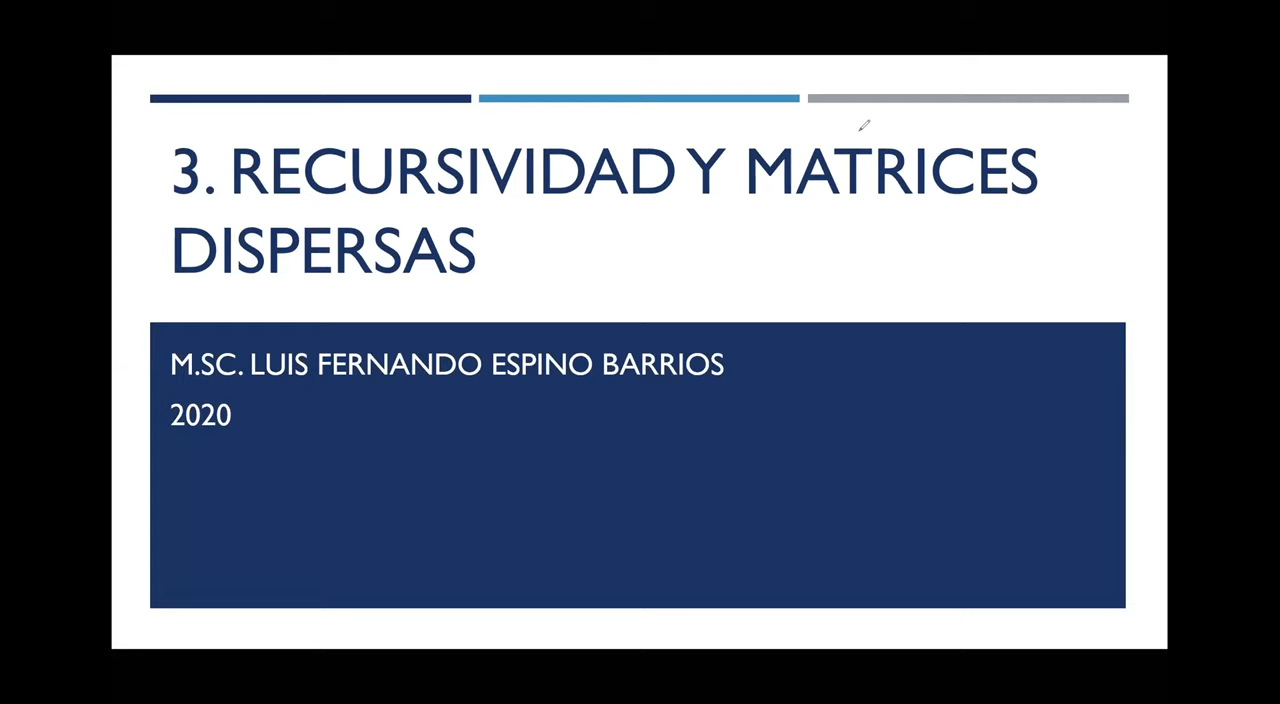 3. RECURSIVIDAD Y MATRICES
DISPERSAS
M.SC. LUIS FERNANDO ESPINO BARRIOS
2020